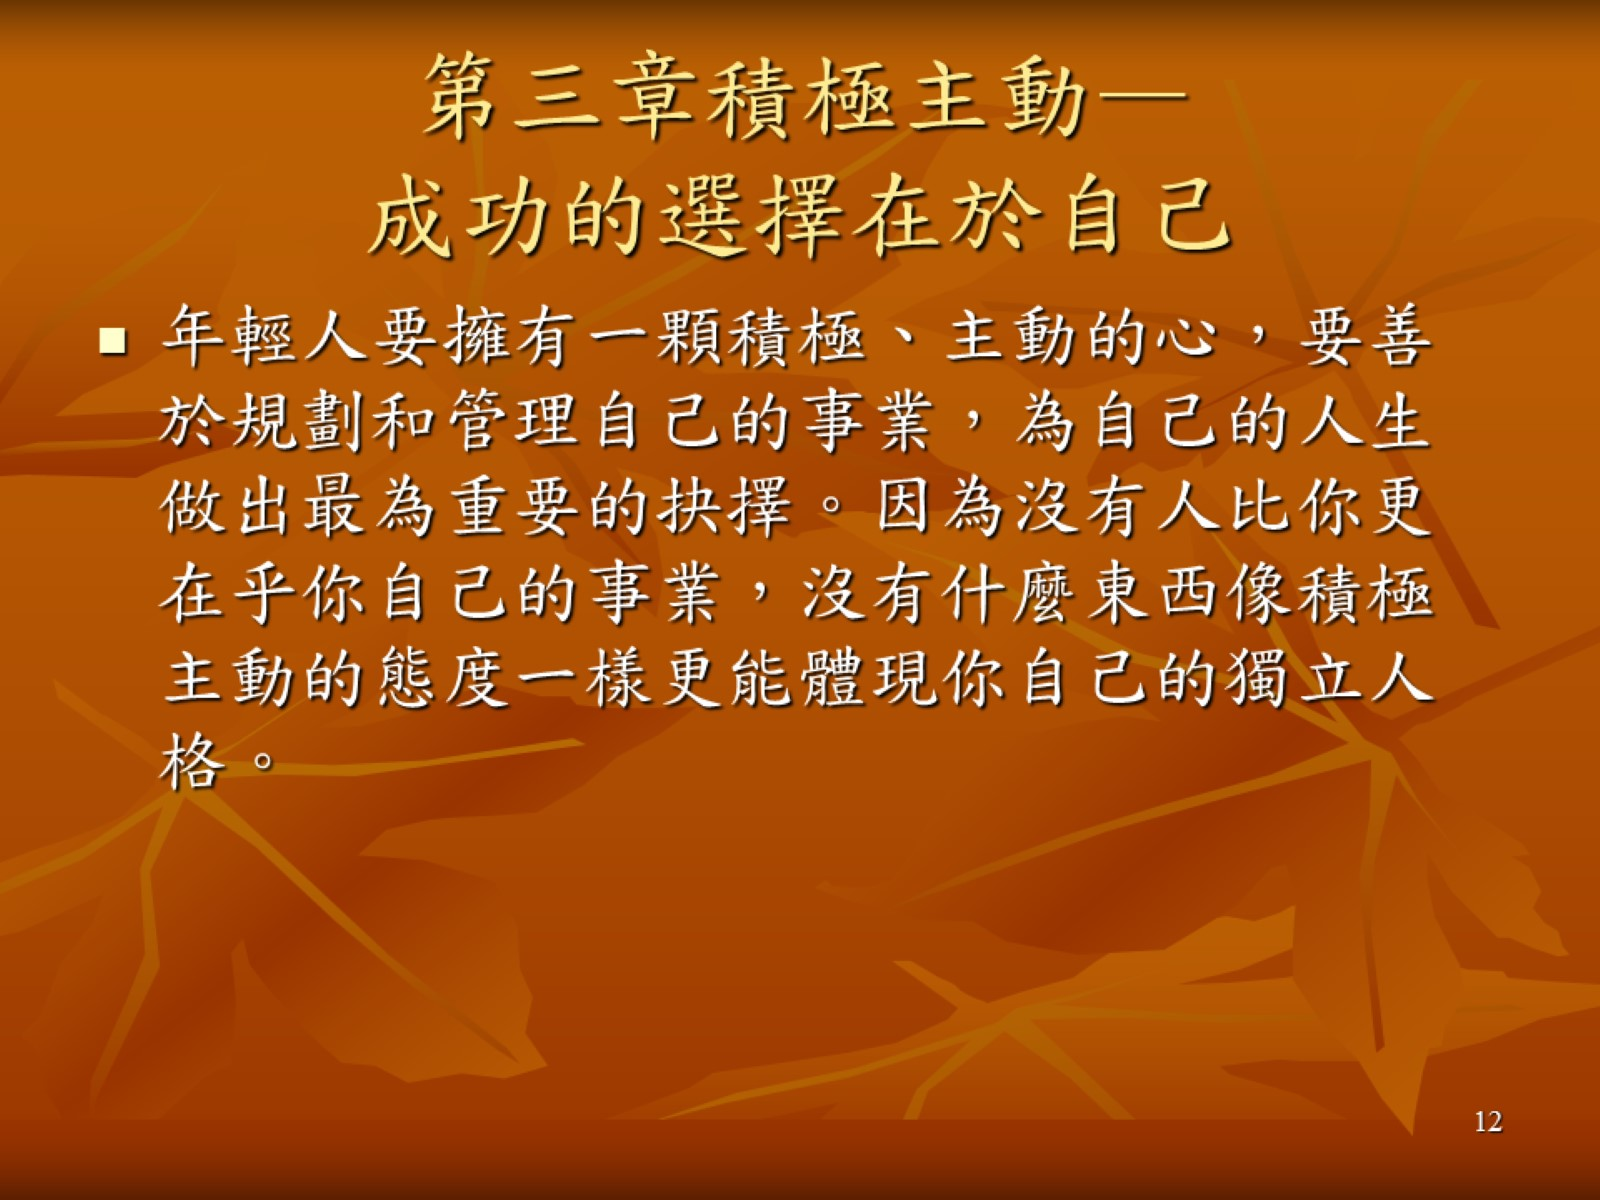 第三章積極主動—
成功的選擇在於自己
■ 年輕人要擁有一顆積極、主動的心，要善
於規劃和管理自己的事業，為自己的人生
做出最為重要的抉擇。因為沒有人比你更
在乎你自己的事業，沒有什麼東西像積極
主動的態度一樣更能體現你自己的獨立人
格。
12